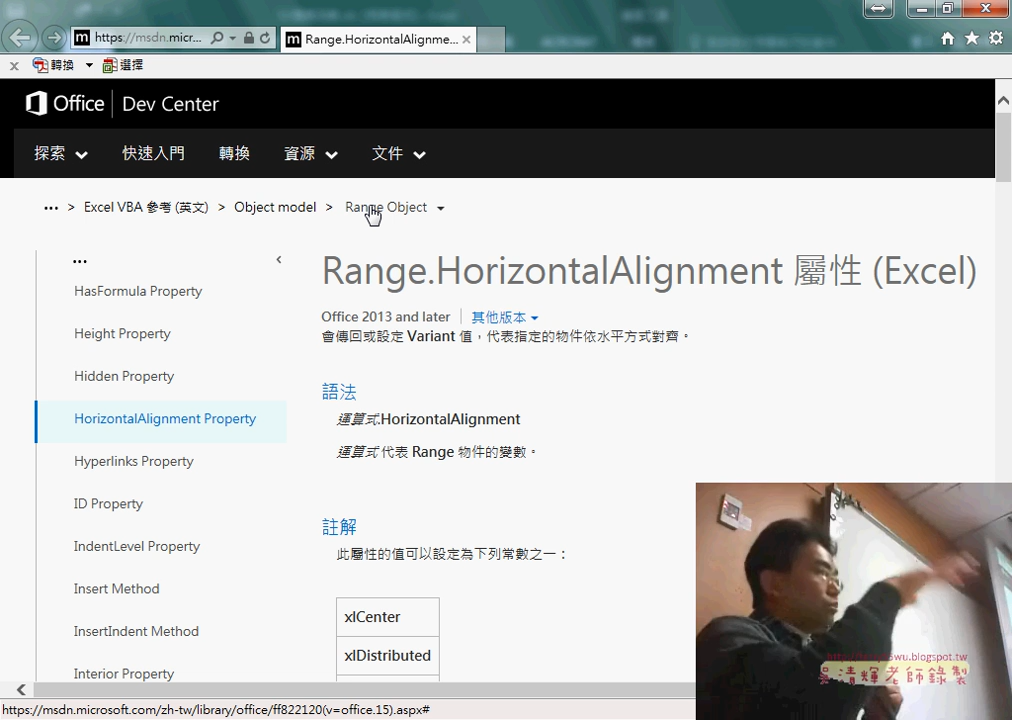 https://msdn.micr...
Range.HorizontalAlignme...
轉換
選擇
Office
Dev Center
探索
快速入門
轉換
資源
文件
... > Excel VBA 參考 (英文) > Object model > Range Object
...
HasFormula Property
Height Property
Hidden Property
HorizontalAlignment Property
Hyperlinks Property
ID Property
IndentLevel Property
Insert Method
InsertIndent Method
Interior Property
Range.HorizontalAlignment 屬性 (Excel)
Office 2013 and later
其他版本
會傳回或設定 Variant 值，代表指定的物件依水平方式對齊。
語法
運算式.HorizontalAlignment
運算式 代表 Range 物件的變數。
註解
此屬性的值可以設定為下列常數之一：
xlCenter
xlDistributed
吳清輝老師錄製
https://msdn.microsoft.com/zh-tw/library/office/ff822120(v=office.15).aspx#